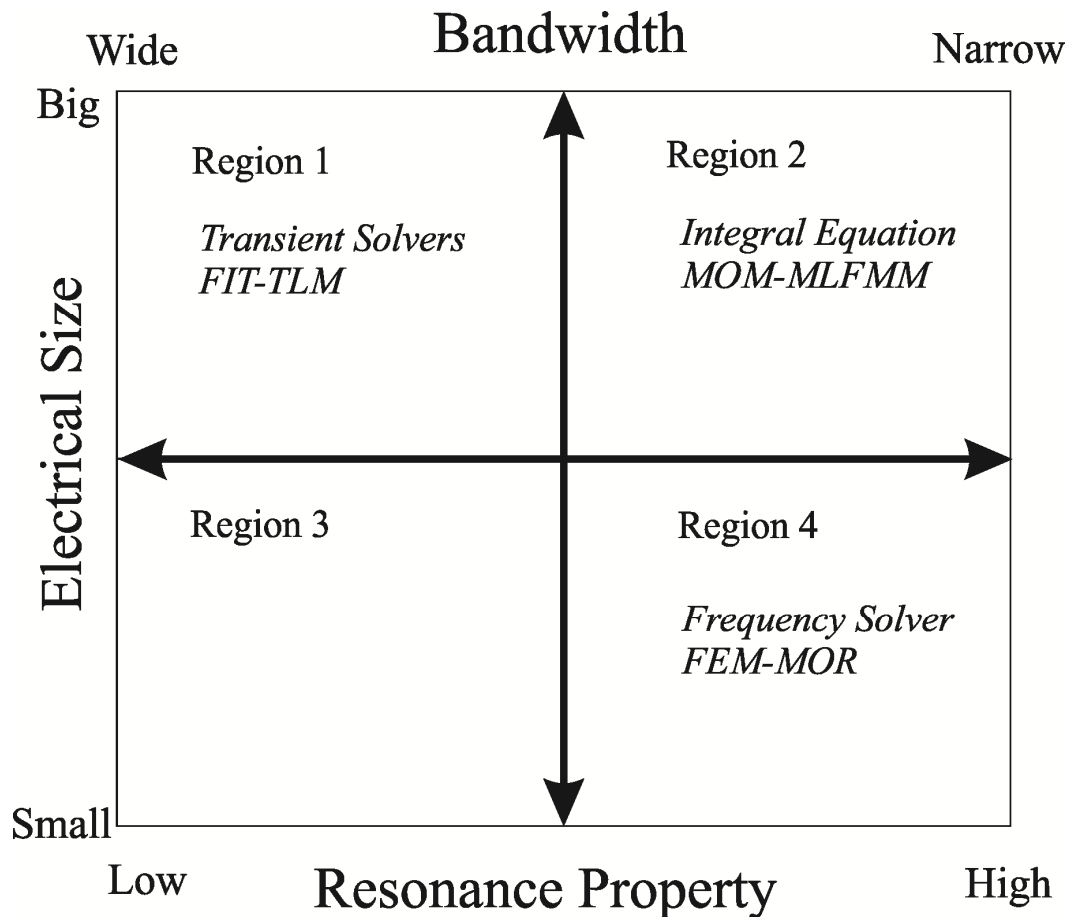 Wide
Bandwidth
Narrow
Big
Region 1
Region 2
Transient Solvers
FIT-TLM
Integral Equation
MOM-MLFMM
Electrical Size
Region 3
Region 4
Frequency Solver
FEM-MOR
Small
Low
Resonance Property
High